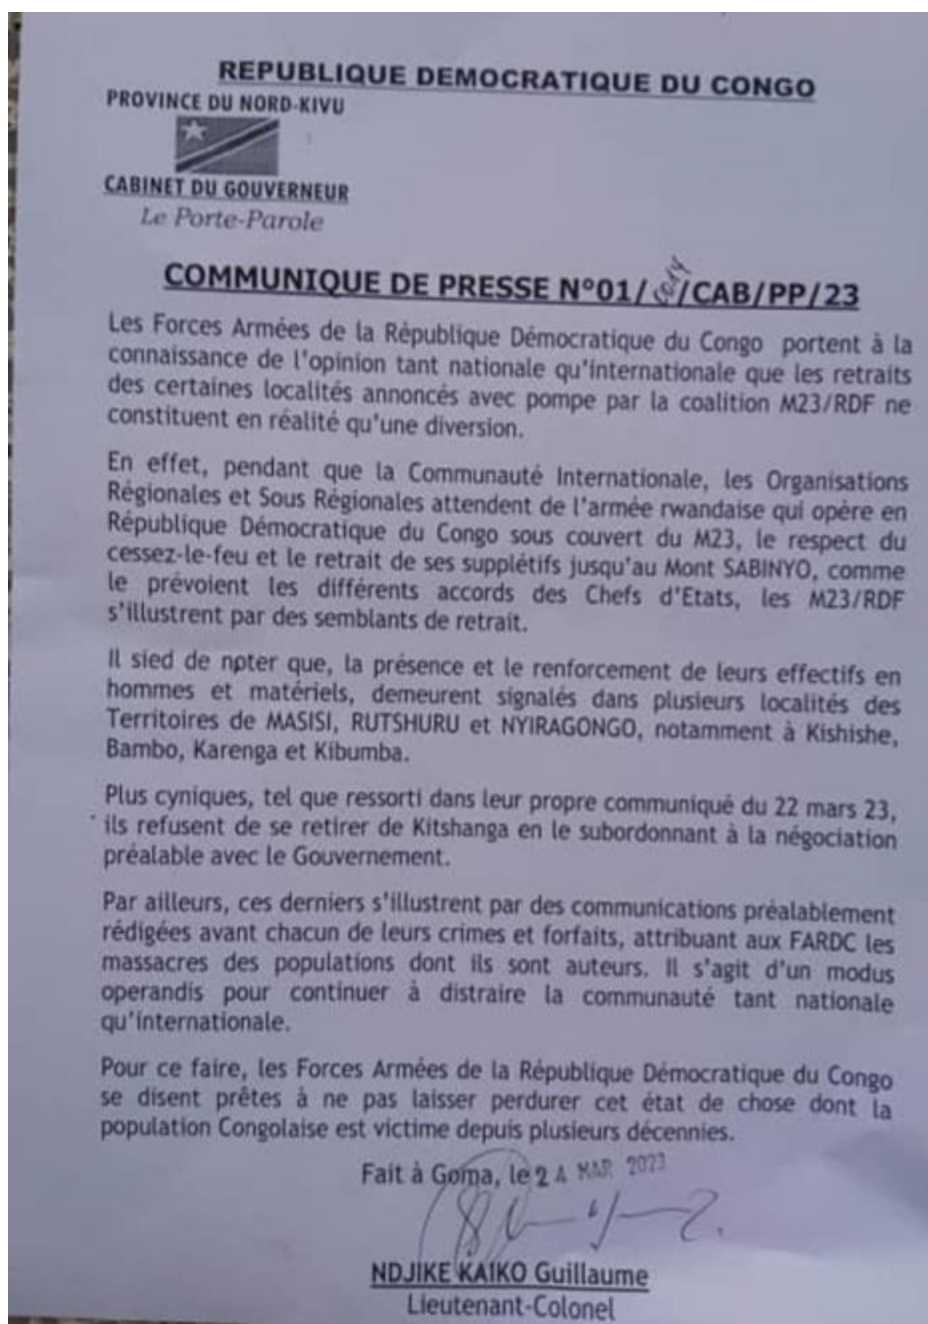 REPUBLIQUE DEMOCRATIQUE DU CONGO
PROVINCE DU NORD-KIVU
CABINET DU GOUVERNEUR
Le Porte-Parole
COMMUNIQUE DE PRESSE N°01/ /CAB/PP/23
Les Forces Armées de la République Démocratique du Congo portent à la
connaissance de l'opinion tant nationale qu'internationale que les retraits
des certaines localités annoncés avec pompe par la coalition M23/RDF ne
constituent en réalité qu'une diversion.
En effet, pendant que la Communauté Internationale, les Organisations
Régionales et Sous Régionales attendent de l'armée rwandaise qui opère en
République Démocratique du Congo sous couvert du M23, le respect du
cessez-le-feu et le retrait de ses supplétifs jusqu'au Mont SABINYO, comme
le prévoient les différents accords des Chefs d'Etats, les M23/RDF
s'illustrent par des semblants de retrait.
Il sied de npter que, la présence et le renforcement de leurs effectifs en
hommes et matériels, demeurent signalés dans plusieurs localités des
Territoires de MASISI, RUTSHURU et NYIRAGONGO, notamment à Kishishe,
Bambo, Karenga et Kibumba.
Plus cyniques, tel que ressorti dans leur propre communiqué du 22 mars 23,
ils refusent de se retirer de Kitshanga en le subordonnant à la négociation
préalable avec le Gouvernement.
Par ailleurs, ces derniers s'illustrent par des communications préalablement
rédigées avant chacun de leurs crimes et forfaits, attribuant aux FARDC les
massacres des populations dont ils sont auteurs. Il s'agit d'un modus
operandis pour continuer à distraire la communauté tant nationale
qu'internationale.
Pour ce faire, les Forces Armées de la République Démocratique du Congo
se disent prêtes à ne pas laisser perdurer cet état de chose dont la
population Congolaise est victime depuis plusieurs décennies.
Fait à Goma, le 24 MAR 2023
NDJIKE KAIKO Guillaume
Lieutenant-Colonel